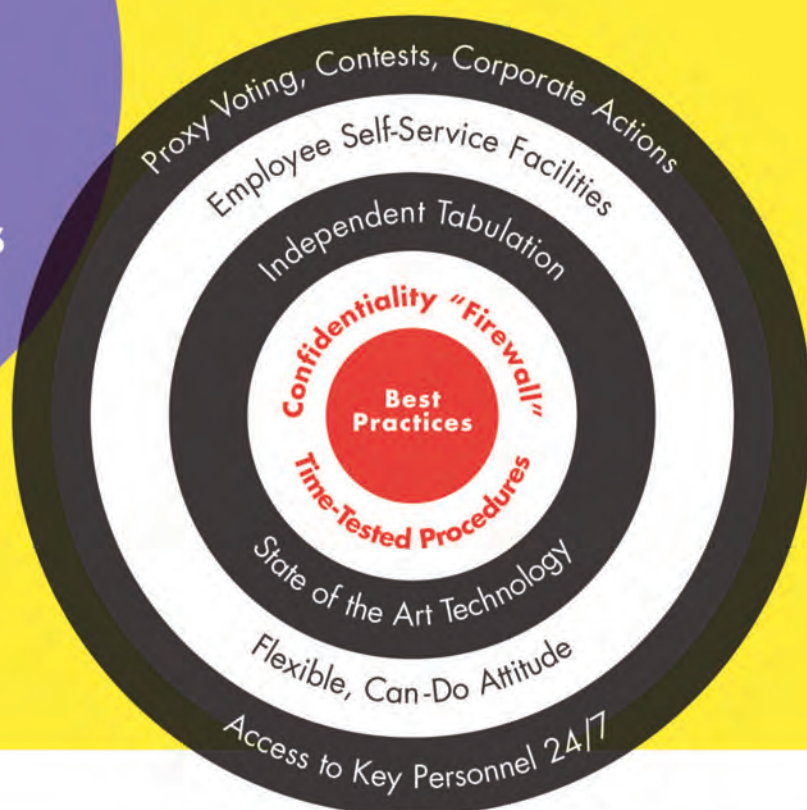 Proxy Voting, Contests, Corporate Actions
Employee Self-Service Facilities
Independent Tabulation
Confidentiality "Firewall"
Best
Practices
Time-Tested Procedures
State of the Art Technology
Flexible, Can-Do Attitude
Access to Key Personnel 24/7